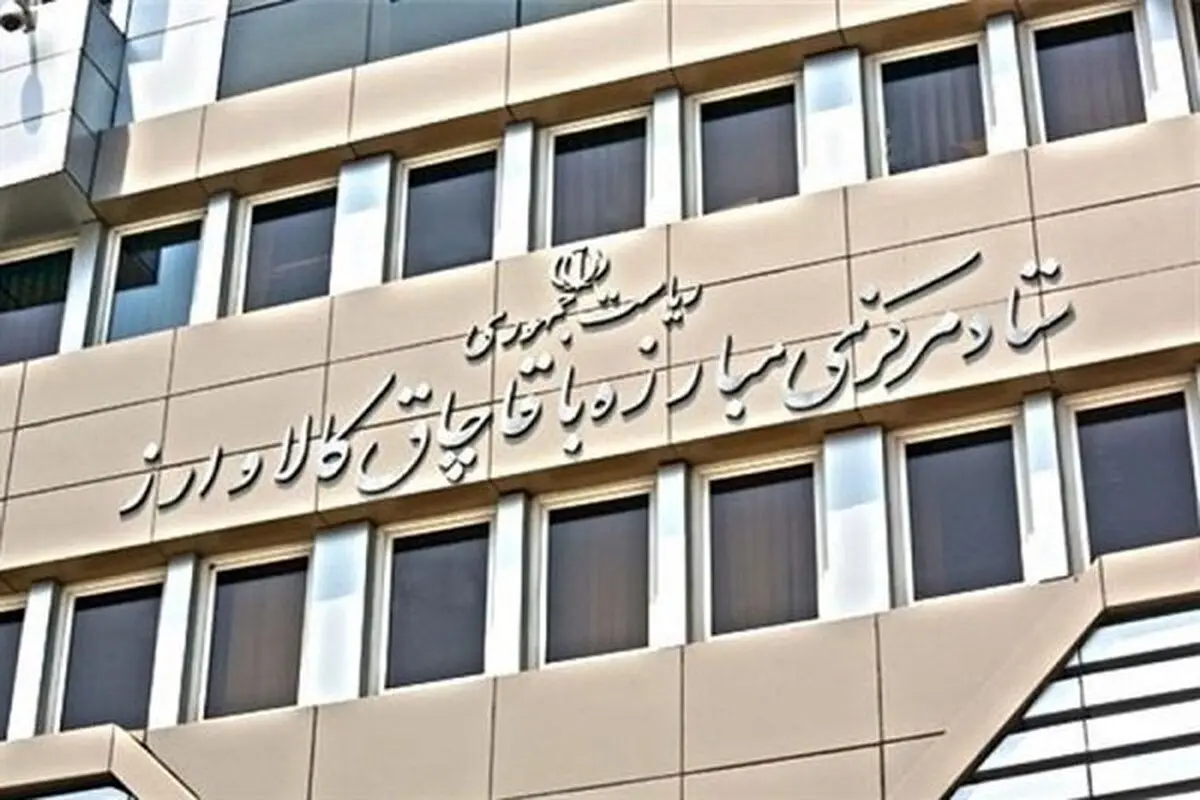 ریاست جمهوری
ستاد مرکزی مبارزه با قاچاق کالا و ارز